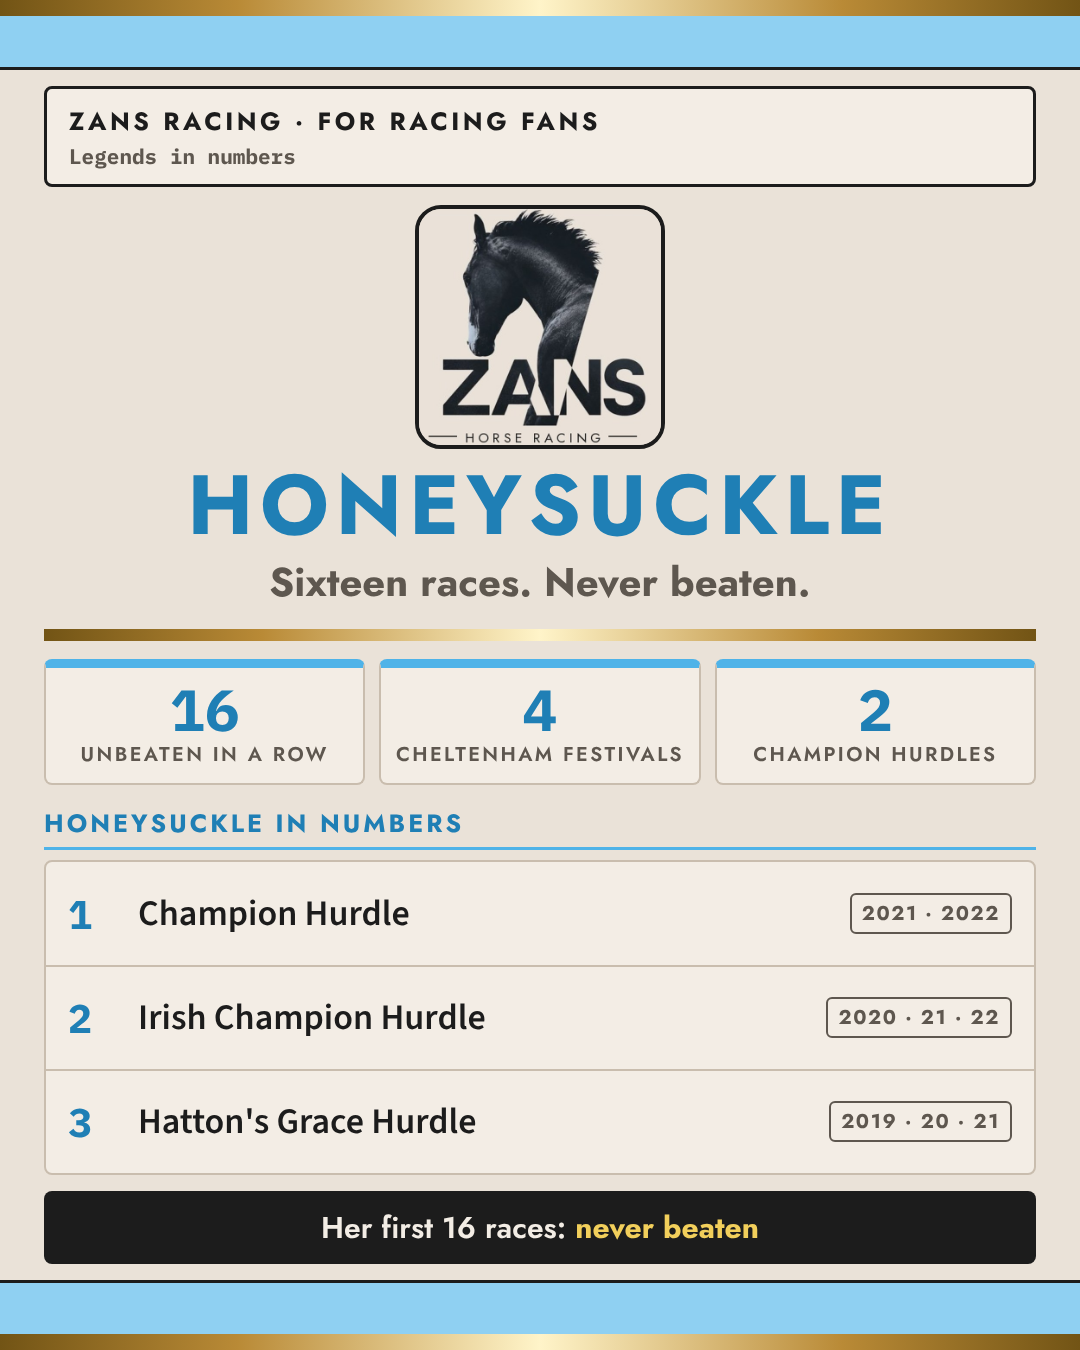 ZANS RACING · FOR RACING FANS
Legends in numbers
ZANS
HORSE RACING
HONEYSUCKLE
Sixteen races. Never beaten.
16
UNBEATEN IN A ROW
4
CHELTENHAM FESTIVALS
2
CHAMPION HURDLES
HONEYSUCKLE IN NUMBERS
1 Champion Hurdle 2021 · 2022
2 Irish Champion Hurdle 2020 · 21 · 22
3 Hatton's Grace Hurdle 2019 · 20 · 21
Her first 16 races: never beaten